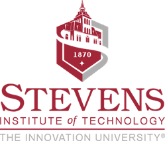 1870
STEVENS
INSTITUTE of TECHNOLOGY
THE INNOVATION UNIVERSITY®